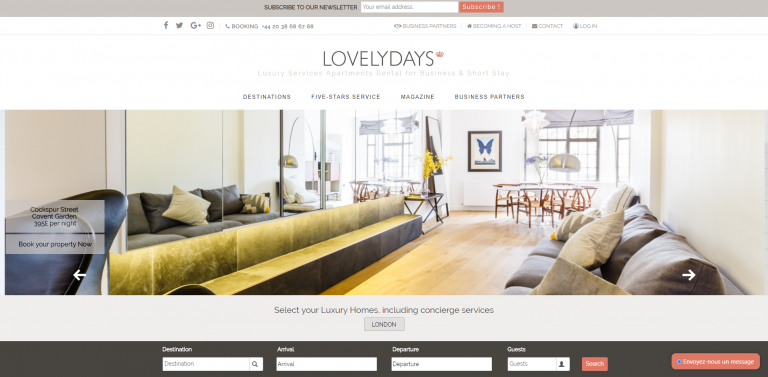 SUBSCRIBE TO OUR NEWSLETTER Your email address. Subscribe !
BOOKING +44 20 38 68 67 68 BUSINESS PARTNERS BECOMING A HOST CONTACT LOG IN
LOVELYDAYS
Luxury Services Apartments Rental for Business & Short Stay
DESTINATIONS FIVE-STARS SERVICE MAGAZINE BUSINESS PARTNERS
Cockspur Street
Covent Garden
395£ per night
Book your property Now
Select your Luxury Homes, including concierge services
LONDON
Destination Arrival Departure Guests
Destination Arrival Departure Guests Search
Envoyez-nous un message